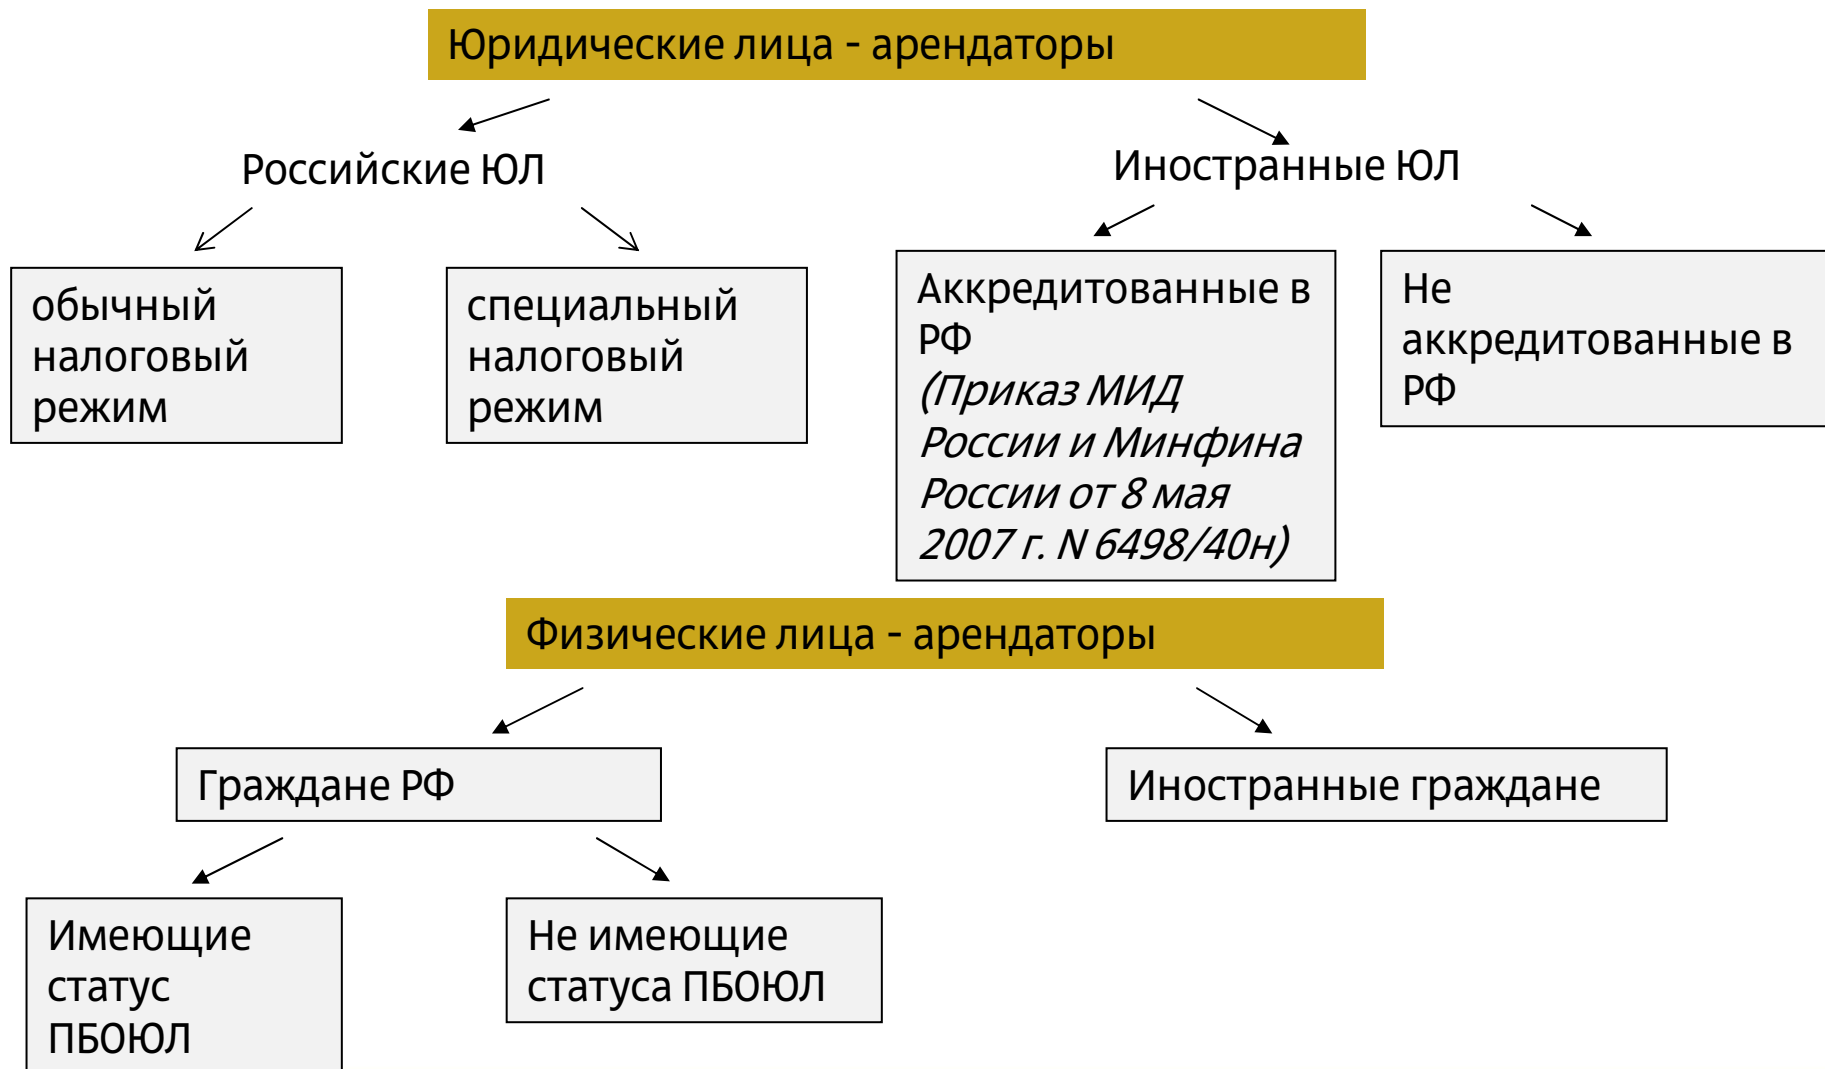 Юридические лица - арендаторы
Российские ЮЛ
Иностранные ЮЛ
обычный
налоговый
режим
специальный
налоговый
режим
Аккредитованные в
РФ
(Приказ МИД
России и Минфина
России от 8 мая
2007 г. N 6498/40н)
Не
аккредитованные в
РФ
Физические лица - арендаторы
Граждане РФ
Иностранные граждане
Имеющие
статус
ПБОЮЛ
Не имеющие
статуса ПБОЮЛ